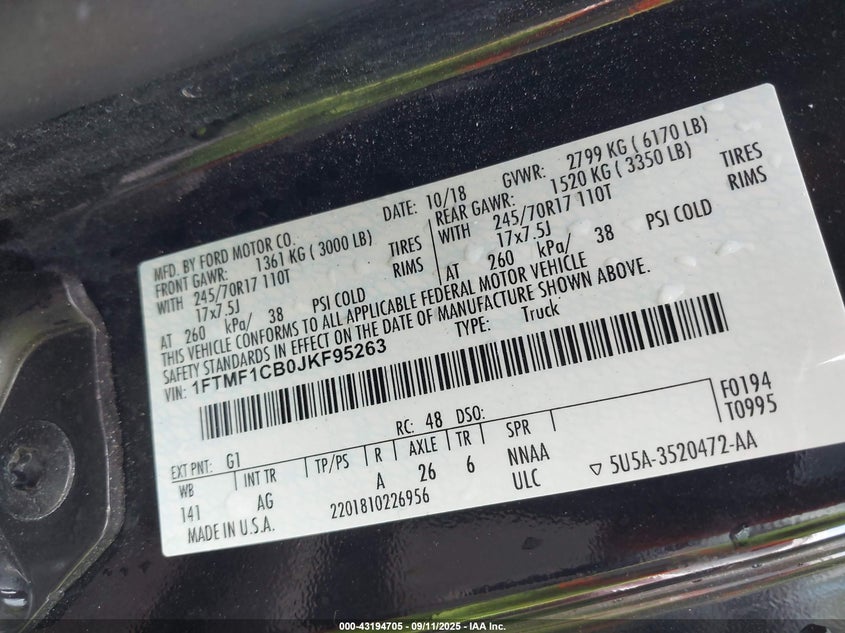 MFD. BY FORD MOTOR CO.
DATE: 10/18 GVWR: 2799 KG ( 6170 LB)
FRONT GAWR: 1361 KG ( 3000 LB)
REAR GAWR: 1520 KG ( 3350 LB)
WITH 245/70R17 110T TIRES
WITH 245/70R17 110T TIRES
17x7.5J RIMS
17x7.5J RIMS
AT 260 kPa/ 38 PSI COLD
AT 260 kPa/ 38 PSI COLD
THIS VEHICLE CONFORMS TO ALL APPLICABLE FEDERAL MOTOR VEHICLE
SAFETY STANDARDS IN EFFECT ON THE DATE OF MANUFACTURE SHOWN ABOVE.
VIN: 1FTMF1CB0JKF95263 TYPE: Truck
F0194
T0995
EXT PNT: G1 RC: 48 DSO:
WB INT TR TP/PS R AXLE TR SPR
141 AG A 26 6 NNAA
ULC
MADE IN U.S.A. 2201810226956 5U5A-3520472-AA
000-43194705 - 09/11/2025 - IAA Inc.